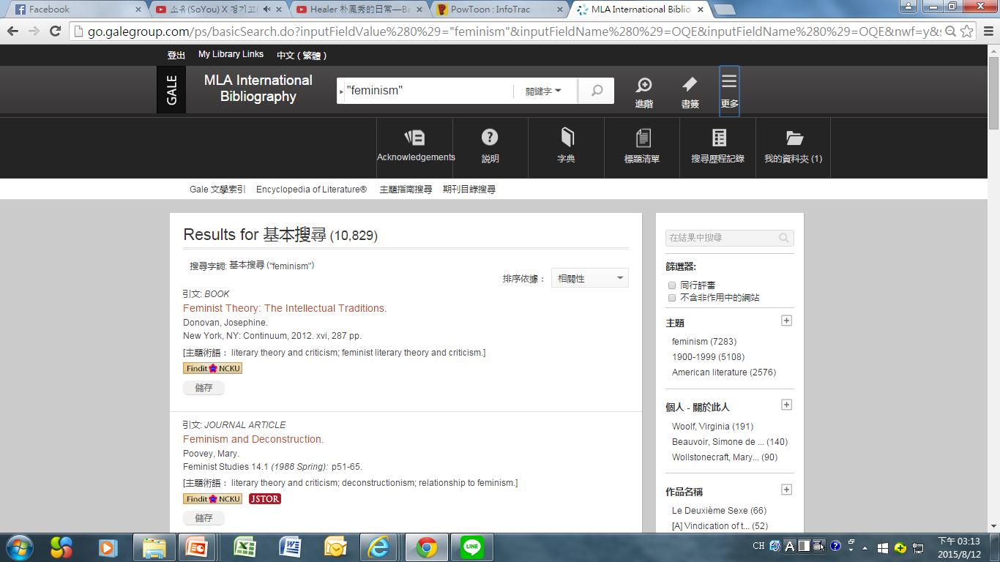 Facebook
소유(SoYou) X 경기고(
Healer 朴鳳秀的日常—Ba
PowToon : InfoTrac
MLA International Biblio
go.galegroup.com/ps/basicSearch.do?inputFieldValue%280%29="feminism"&inputFieldName%280%29=OQE&inputFieldName%280%29=OQE&nwf=y&s
登出 My Library Links 中文 ( 繁體 )
GALE
MLA International
Bibliography
"feminism" 關鍵字
進階 書籤 更多
Acknowledgements 說明 字典 標題清單 搜尋歷程記錄 我的資料夾 (1)
Gale 文學索引 Encyclopedia of Literature® 主題指南搜尋 期刊目錄搜尋
Results for 基本搜尋 (10,829)
搜尋字詞: 基本搜尋 ("feminism")
排序依據： 相關性
引文: BOOK
Feminist Theory: The Intellectual Traditions.
Donovan, Josephine.
New York, NY: Continuum, 2012. xvi, 287 pp.
[主題術語： literary theory and criticism; feminist literary theory and criticism.]
Findit NCKU
儲存
引文: JOURNAL ARTICLE
Feminism and Deconstruction.
Poovey, Mary.
Feminist Studies 14.1 (1988 Spring): p51-65.
[主題術語： literary theory and criticism; deconstructionism; relationship to feminism.]
Findit NCKU JSTOR
儲存
在結果中搜尋
篩選器:
同行評審
不含非作用中的網站
主題
feminism (7283)
1900-1999 (5108)
American literature (2576)
個人 - 關於此人
Woolf, Virginia (191)
Beauvoir, Simone de ... (140)
Wollstonecraft, Mary... (90)
作品名稱
Le Deuxième Sexe (66)
[A] Vindication of t... (52)
LINE
CH
A
下午 03:13
2015/8/12